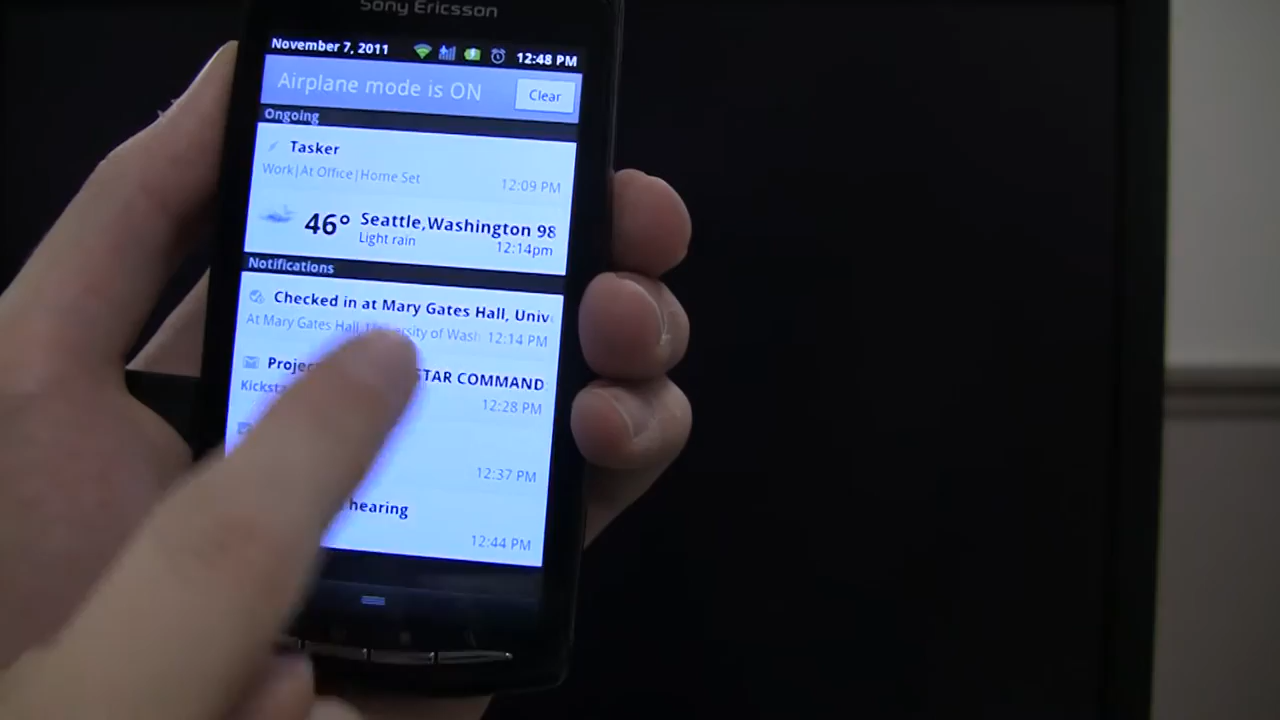 Sony Ericsson
November 7, 2011 12:48 PM
Airplane mode is ON Clear
Ongoing
Tasker
Work|At Office|Home Set 12:09 PM
46° Seattle,Washington 98
Light rain 12:14pm
Notifications
Checked in at Mary Gates Hall, Univ
At Mary Gates Hall, University of Wash 12:14 PM
STAR COMMAND
12:28 PM
12:37 PM
hearing
12:44 PM